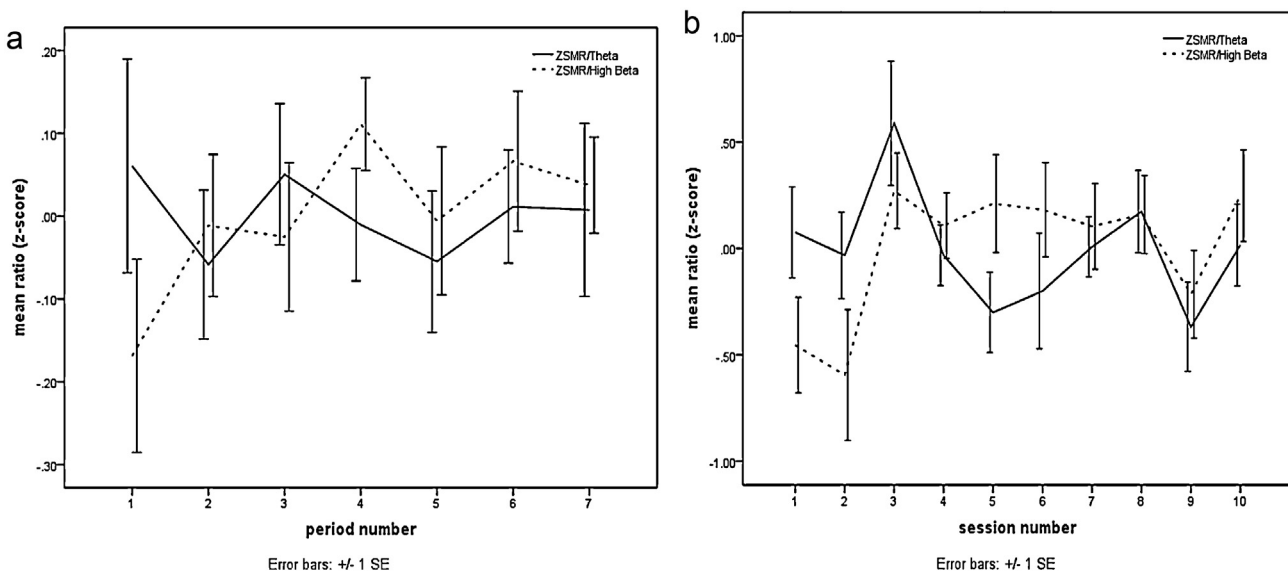 a
ZSMR/Theta
ZSMR/High Beta
.20
.10
.00
-.10
-.20
-.30
mean ratio (z-score)
1 2 3 4 5 6 7
period number
Error bars: +/- 1 SE
b
ZSMR/Theta
ZSMR/High Beta
1.00
.50
.00
-.50
-1.00
mean ratio (z-score)
1 2 3 4 5 6 7 8 9 10
session number
Error bars: +/- 1 SE